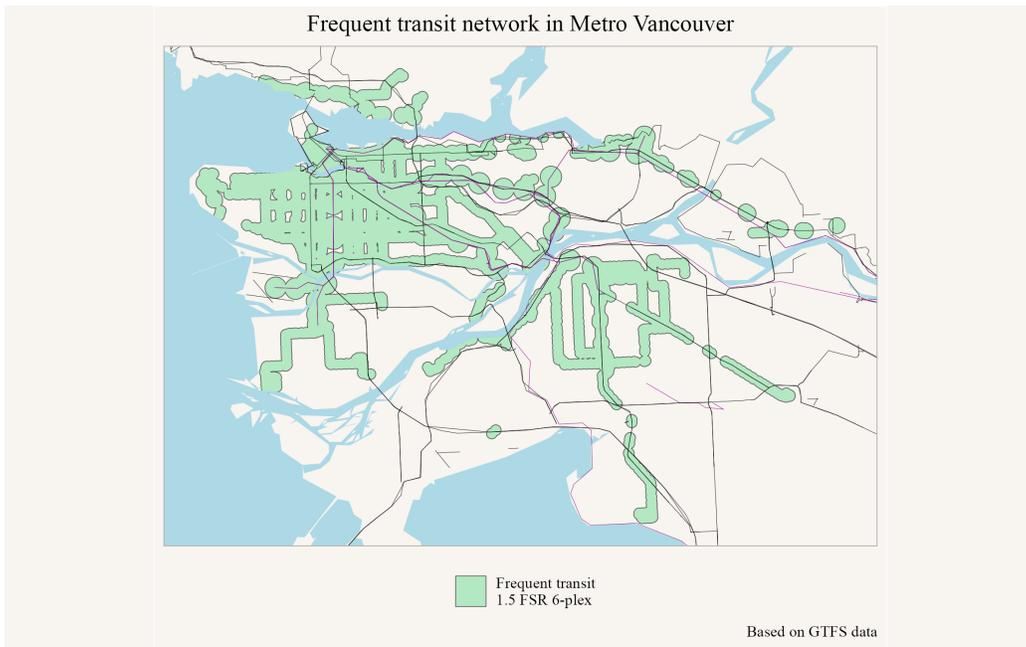 Frequent transit network in Metro Vancouver
Frequent transit
1.5 FSR 6-plex
Based on GTFS data